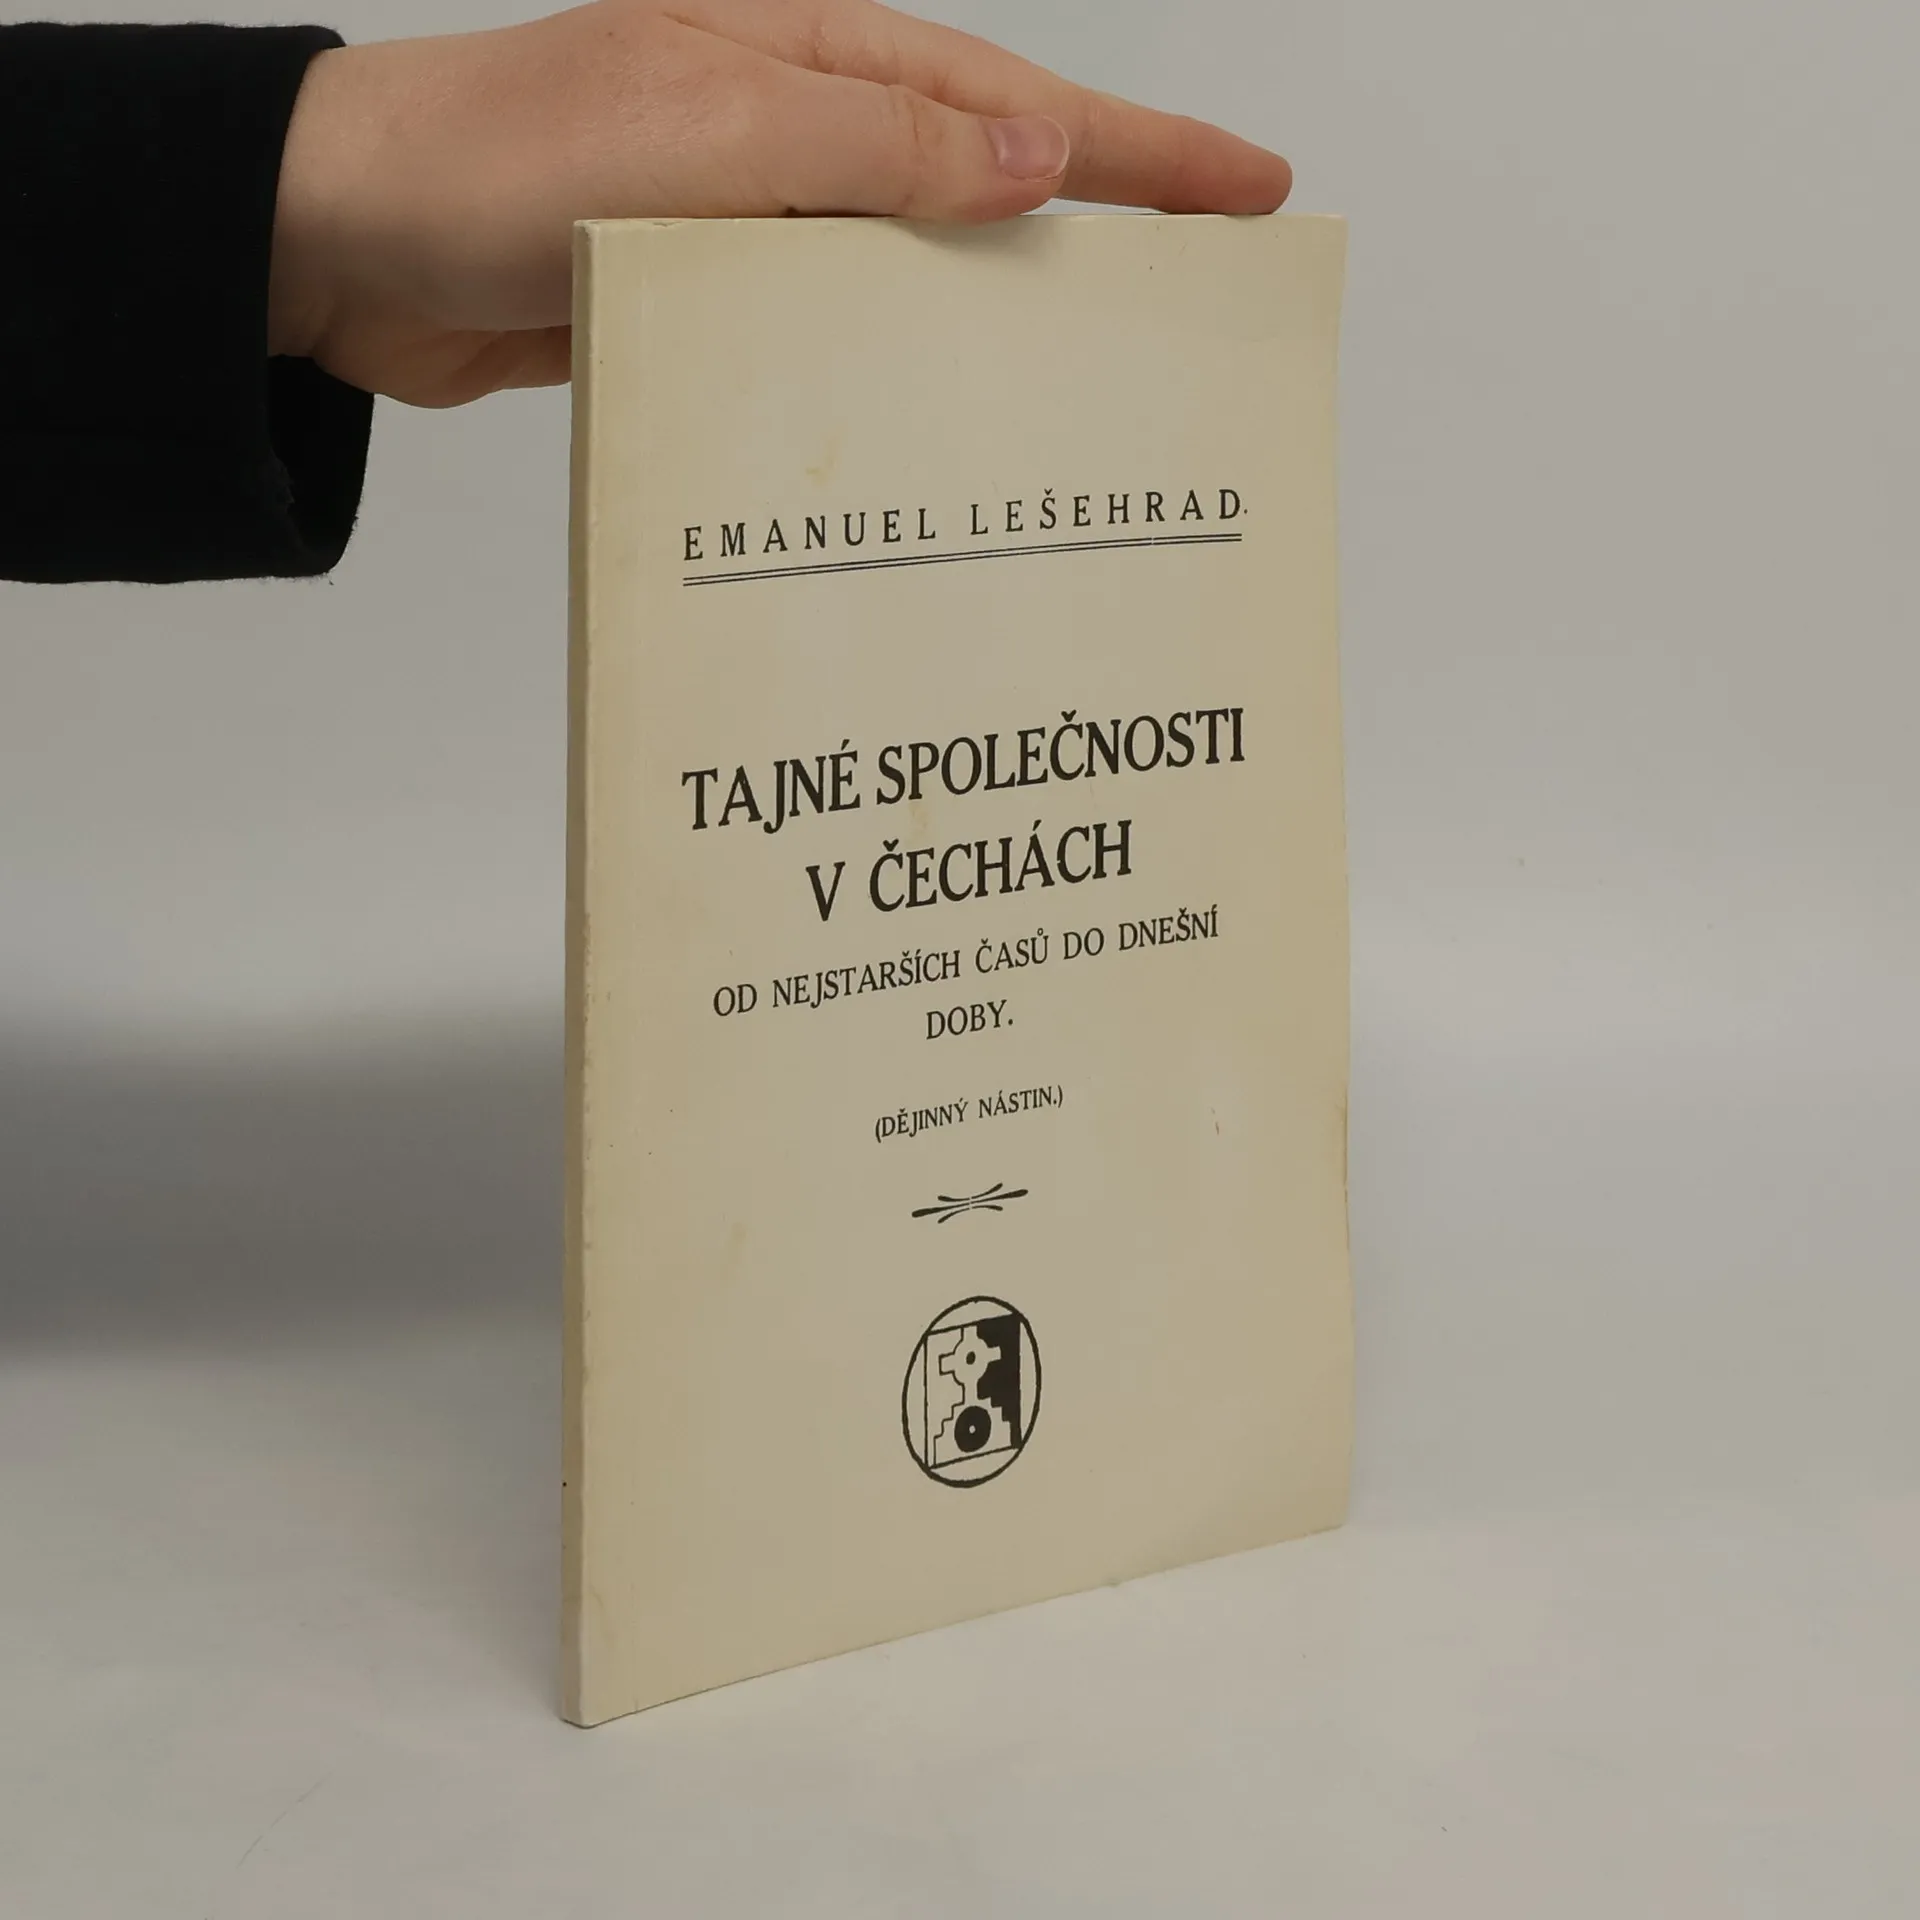 EMANUEL LEŠEHRAD.
TAJNÉ SPOLEČNOSTI
V ČECHÁCH
OD NEJSTARŠÍCH ČASŮ DO DNEŠNÍ
DOBY.
(DĚJINNÝ NÁSTIN.)